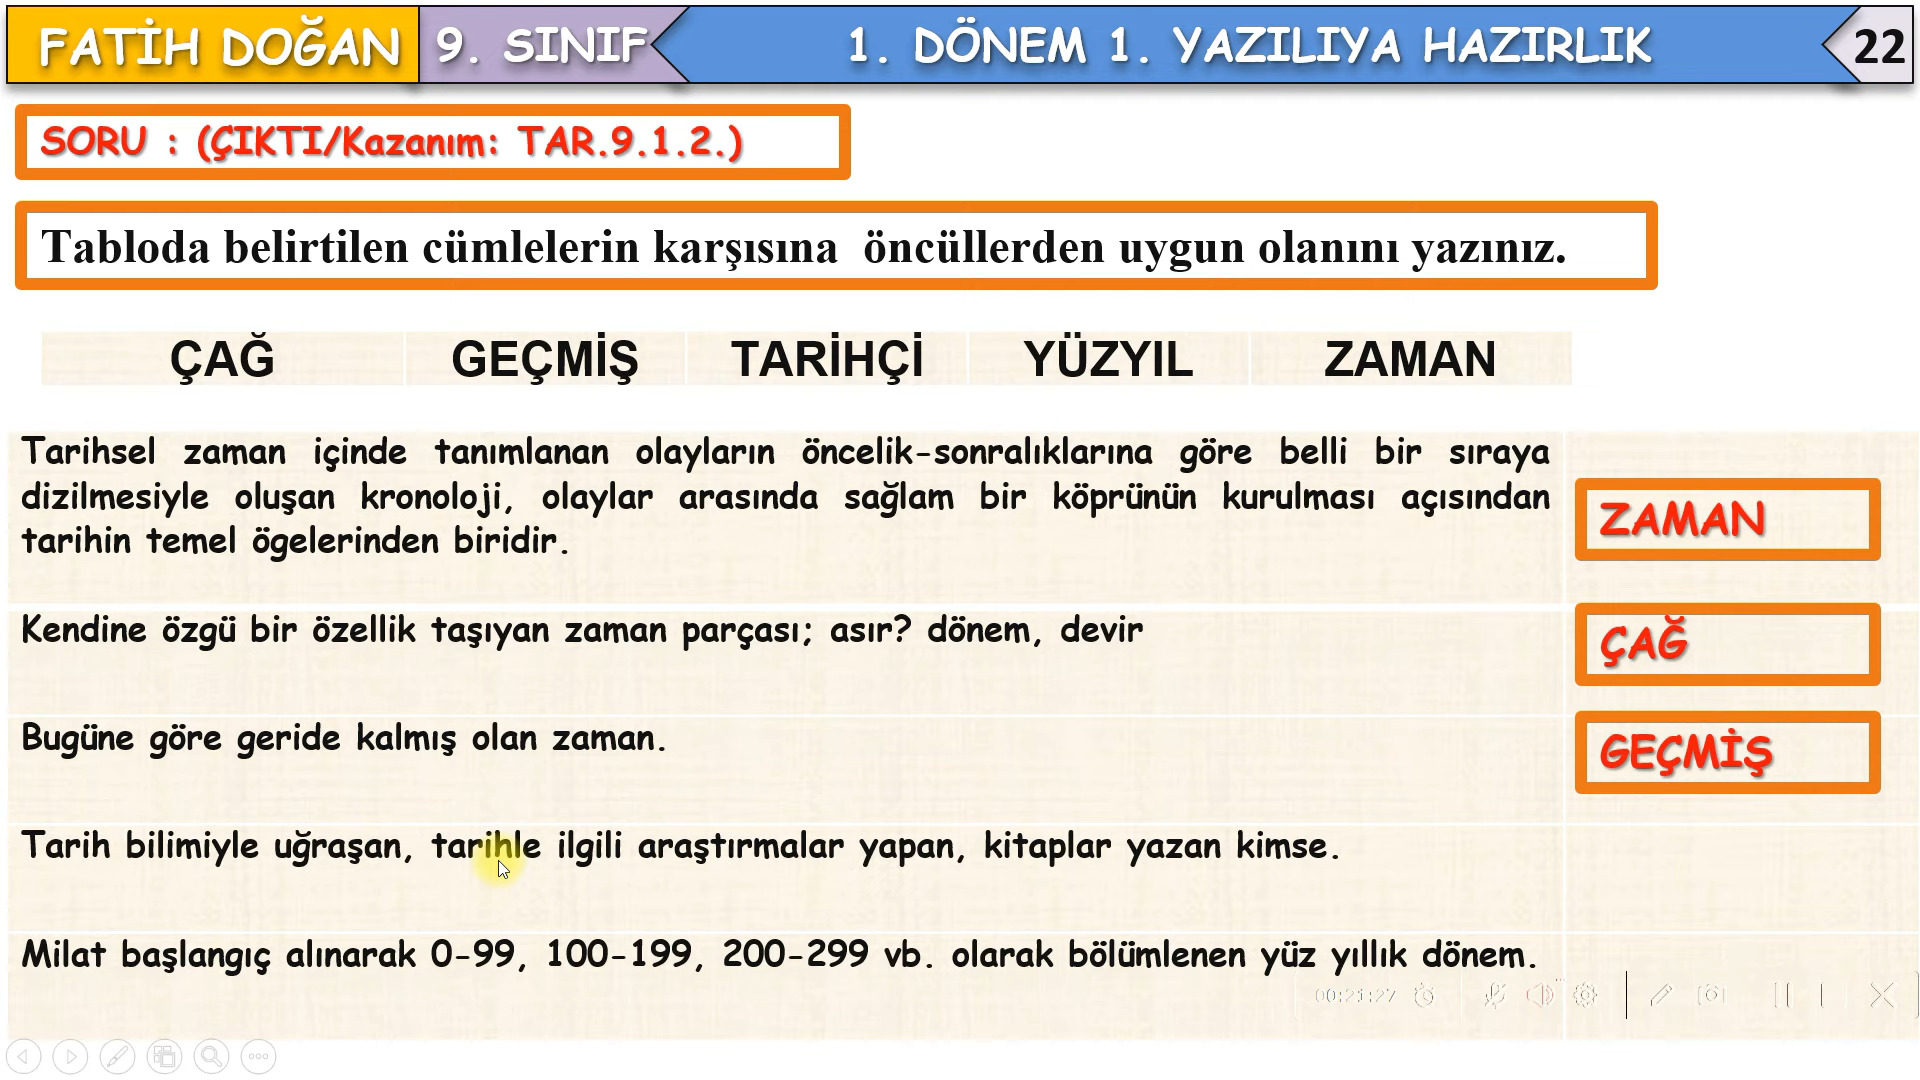 FATİH DOĞAN 9. SINIF 1. DÖNEM 1. YAZILIYA HAZIRLIK 22
SORU : (ÇIKTI/Kazanım: TAR.9.1.2.)
Tabloda belirtilen cümlelerin karşısına öncüllerden uygun olanını yazınız.
ÇAĞ GEÇMİŞ TARİHÇİ YÜZYIL ZAMAN
Tarihsel zaman içinde tanımlanan olayların öncelik-sonralıklarına göre belli bir sıraya
dizilmesiyle oluşan kronoloji, olaylar arasında sağlam bir köprünün kurulması açısından
tarihin temel ögelerinden biridir.
ZAMAN
Kendine özgü bir özellik taşıyan zaman parçası; asır? dönem, devir
ÇAĞ
Bugüne göre geride kalmış olan zaman.
GEÇMİŞ
Tarih bilimiyle uğraşan, tarihle ilgili araştırmalar yapan, kitaplar yazan kimse.
Milat başlangıç alınarak 0-99, 100-199, 200-299 vb. olarak bölümlenen yüz yıllık dönem.
00:21:27